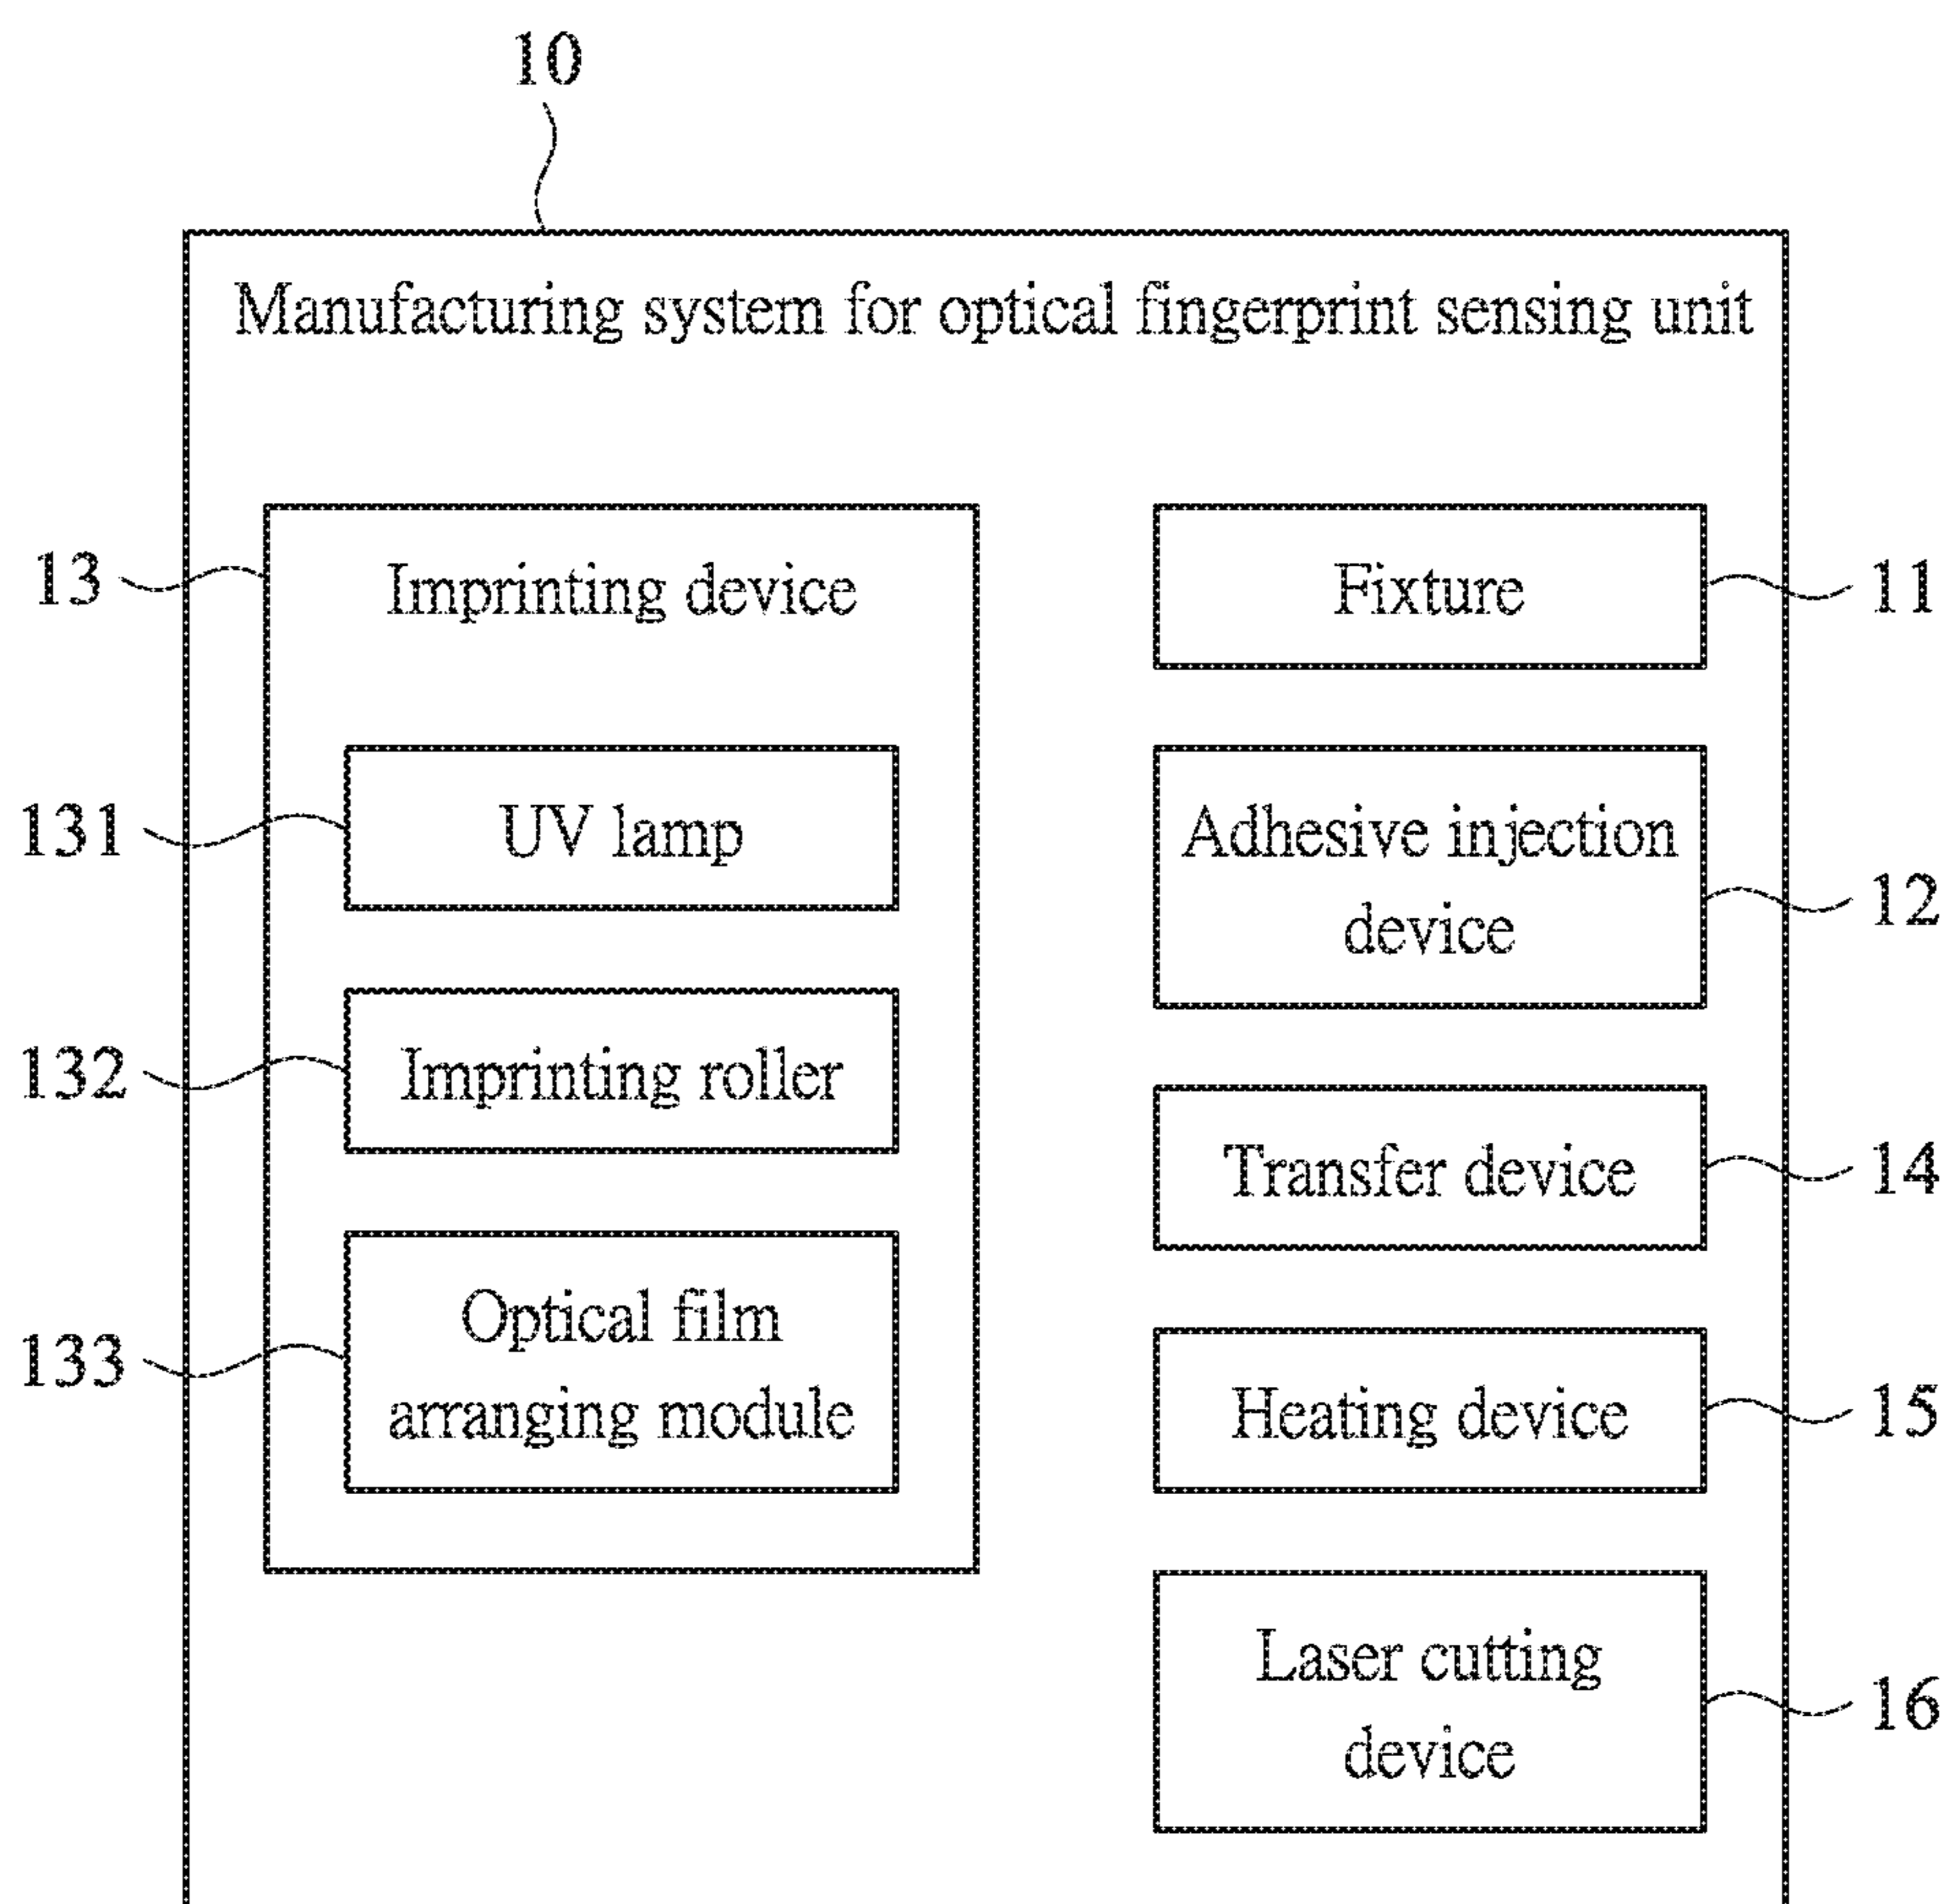 10
Manufacturing system for optical fingerprint sensing unit
13
Imprinting device
131
UV lamp
132
Imprinting roller
133
Optical film
arranging module
Fixture
11
Adhesive injection
device
12
Transfer device
14
Heating device
15
Laser cutting
device
16